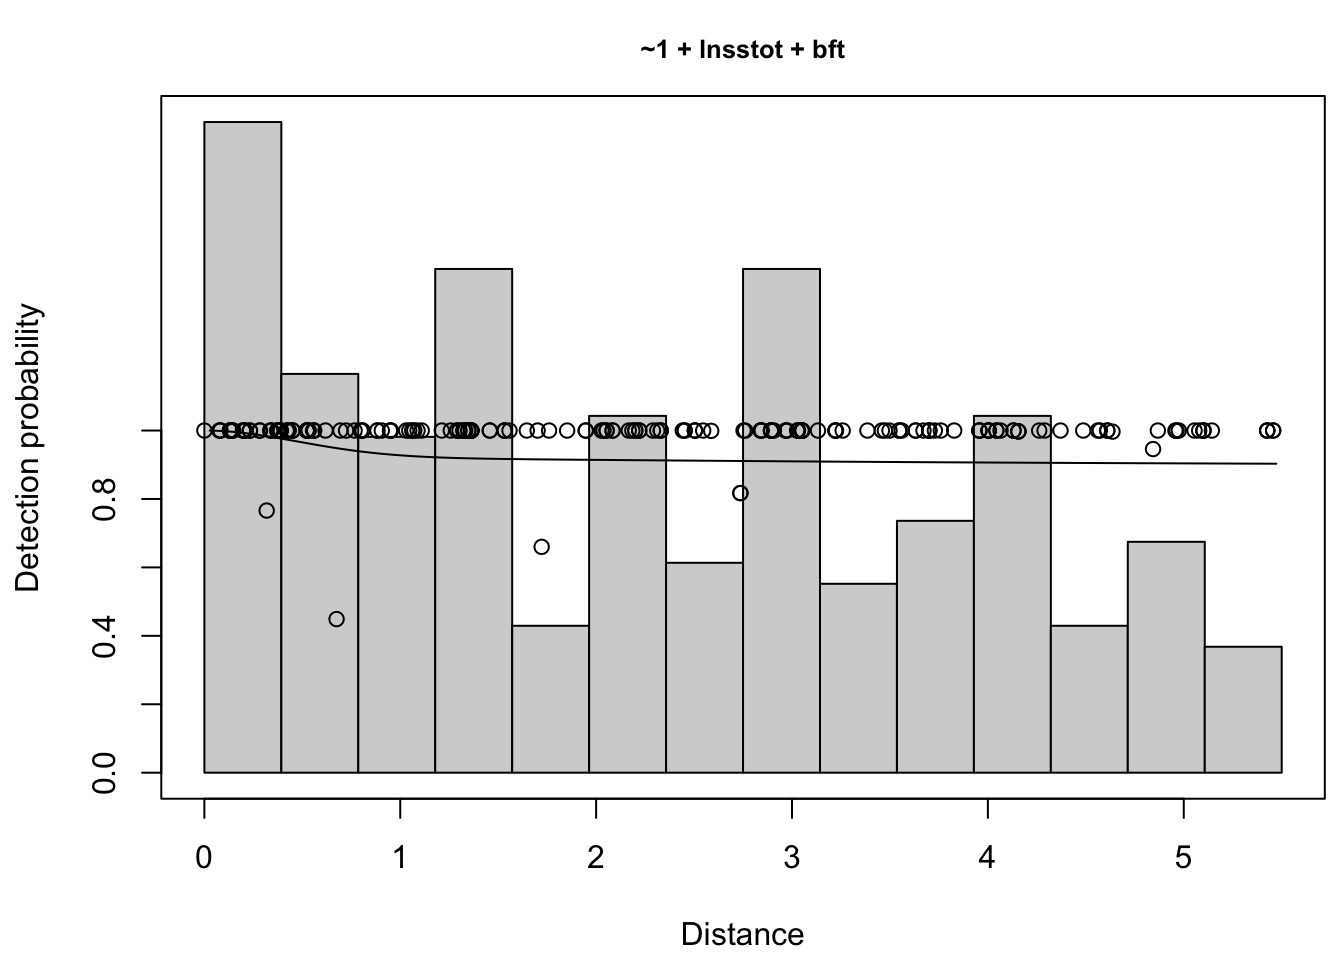 ~1 + lnsstot + bft
Detection probability
0.8
0.4
0.0
0 1 2 3 4 5
Distance